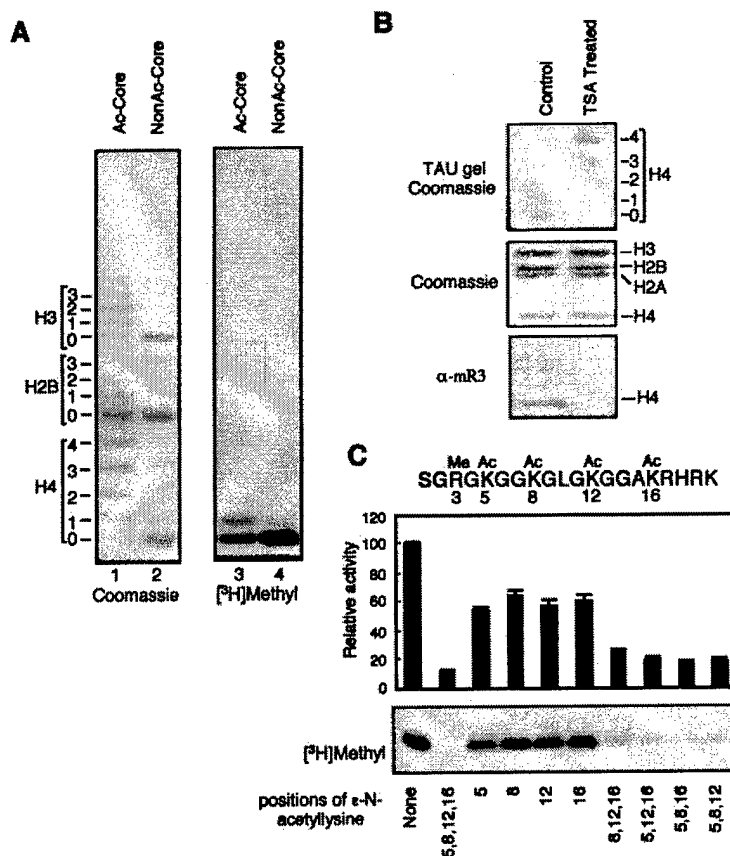 A
Ac-Core
NonAc-Core
Ac-Core
NonAc-Core
H3
3
2
1
0
H2B
3
2
1
0
H4
4
3
2
1
0
1
2
3
4
Coomassie
[³H]Methyl
B
Control
TSA Treated
TAU gel
Coomassie
-4
-3
-2
-1
-0
H4
Coomassie
H3
H2B
H2A
H4
α-mR3
H4
C
Me Ac Ac Ac Ac
SGRGKGGKGLGKGGAKRHRK
3 5 8 12 16
Relative activity
120
100
80
60
40
20
0
[³H]Methyl
positions of ε-N-
acetyllysine
None
5,8,12,16
5
8
12
16
8,12,16
5,12,16
5,8,16
5,8,12